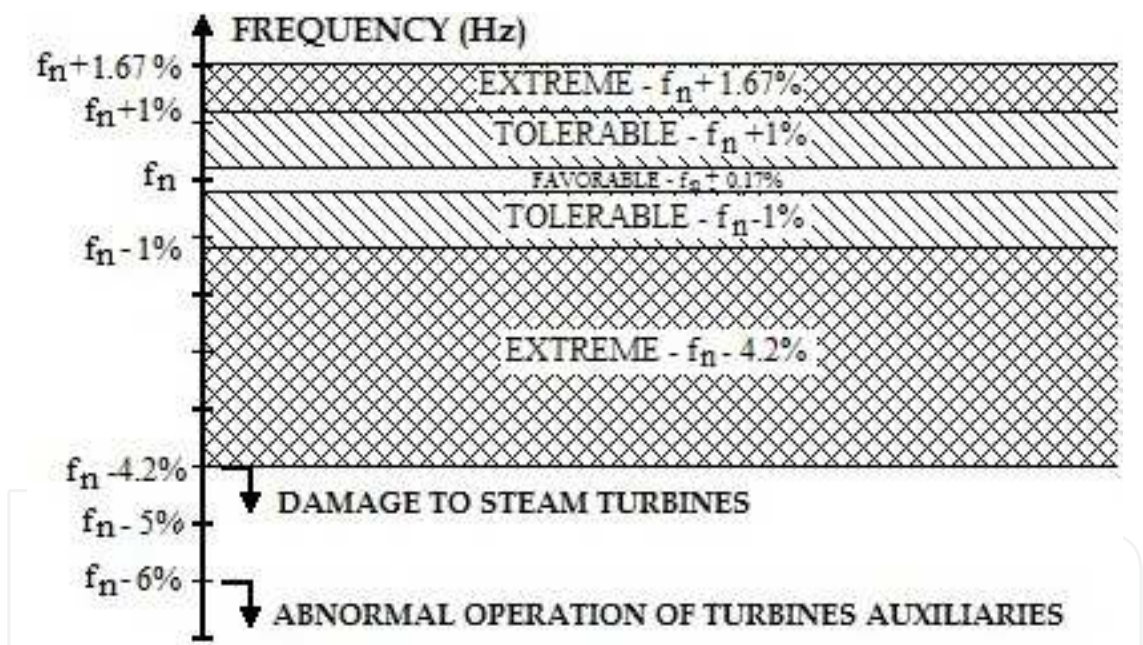 FREQUENCY (Hz)
fn+1.67%
EXTREME - fn+1.67%
fn+1%
TOLERABLE - fn +1%
fn
FAVORABLE - fn ± 0.17%
TOLERABLE - fn-1%
fn- 1%
EXTREME - fn- 4.2%
fn -4.2%
DAMAGE TO STEAM TURBINES
fn- 5%
fn-6%
ABNORMAL OPERATION OF TURBINES AUXILIARIES